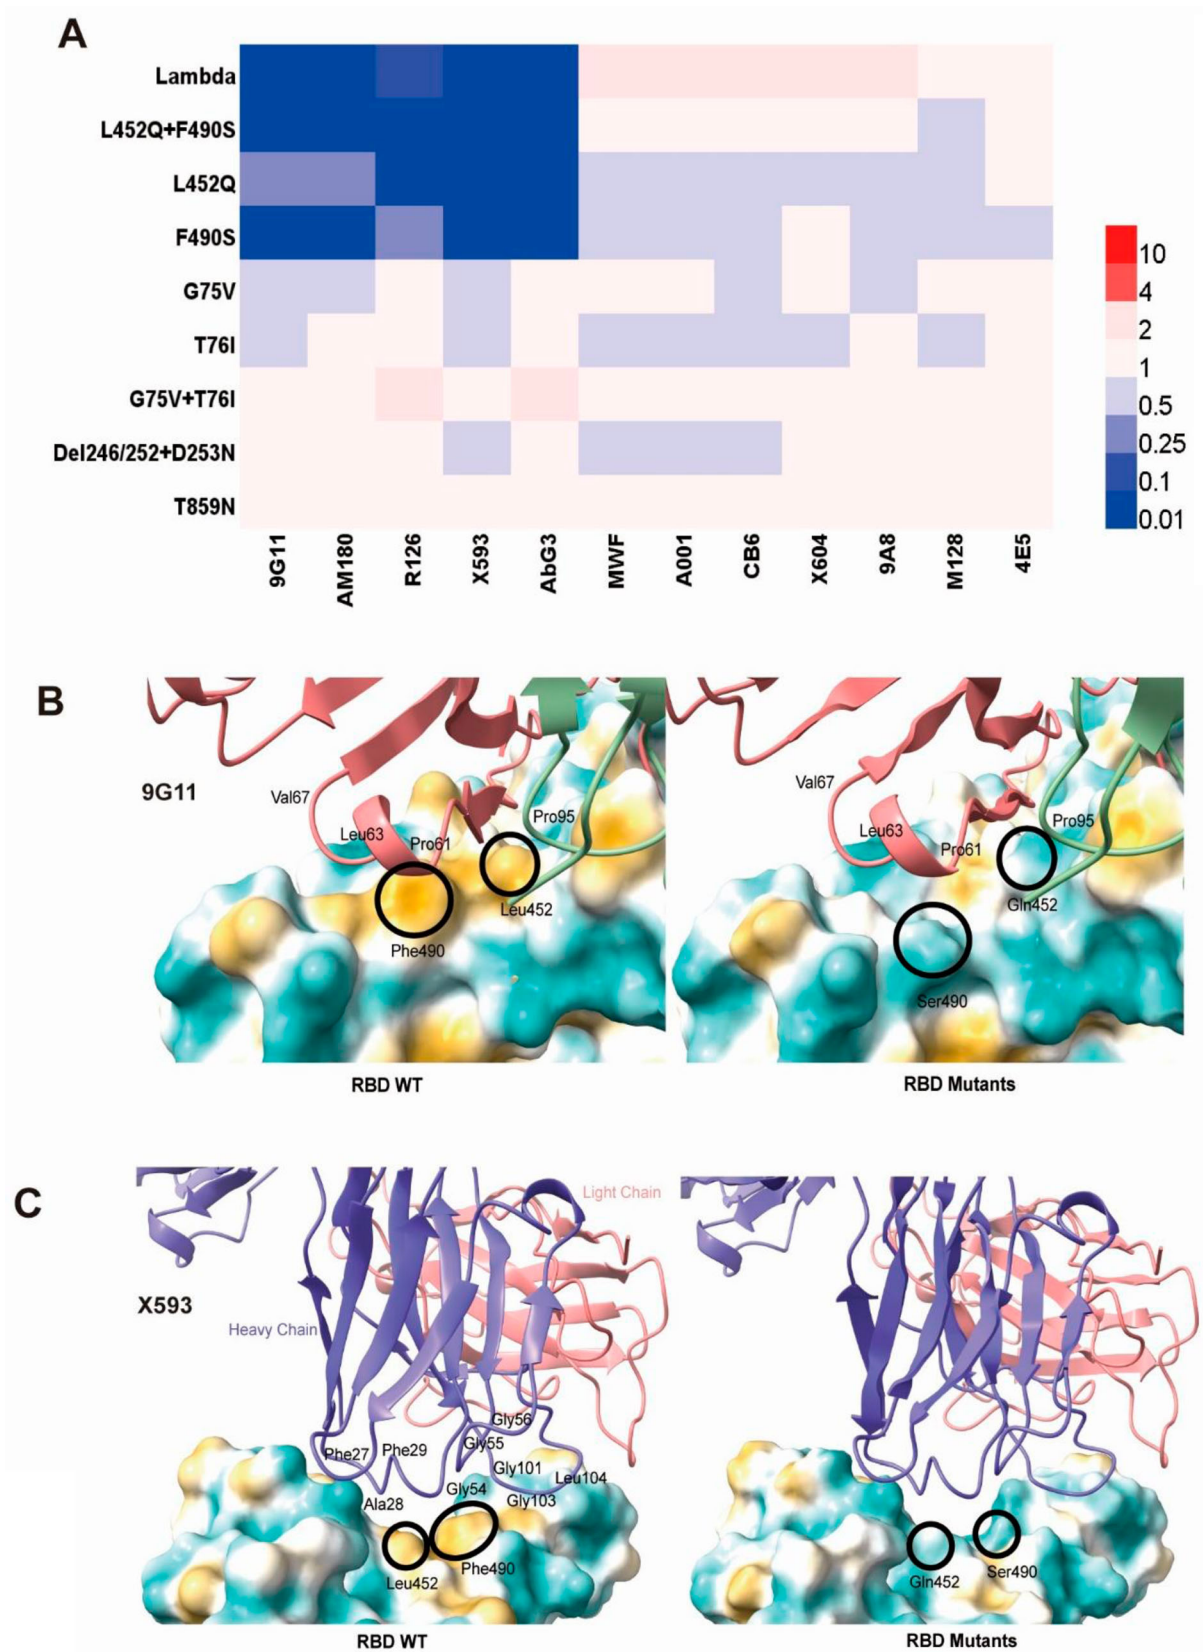 A
Lambda
L452Q+F490S
L452Q
F490S
G75V
T76I
G75V+T76I
Del246/252+D253N
T859N
10
4
2
1
0.5
0.25
0.1
0.01
9G11
AM180
R126
X593
AbG3
MWF
A001
CB6
X604
9A8
M128
4E5
B
9G11
Val67
Leu63
Pro61
Pro95
Leu452
Phe490
RBD WT
Val67
Leu63
Pro61
Pro95
Gln452
Ser490
RBD Mutants
C
X593
Light Chain
Heavy Chain
Phe27
Phe29
Ala28
Gly56
Gly55
Gly101
Leu104
Gly54
Gly103
Leu452
Phe490
RBD WT
Gln452
Ser490
RBD Mutants